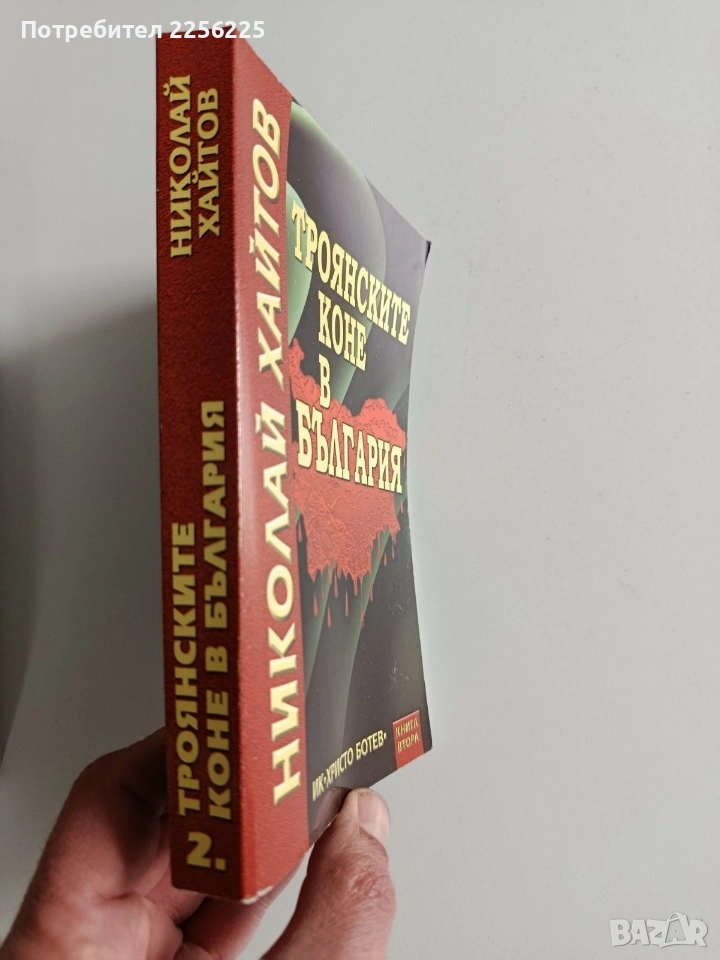 Потребител 2256225
НИКОЛАЙ
ХАЙТОВ
ТРОЯНСКИТЕ
КОНЕ В БЪЛГАРИЯ
2.
НИКОЛАЙ ХАЙТОВ
ТРОЯНСКИТЕ
КОНЕ
В
БЪЛГАРИЯ
ИК •ХРИСТО БОТЕВ•
КНИГА
ВТОРА
BAZAR